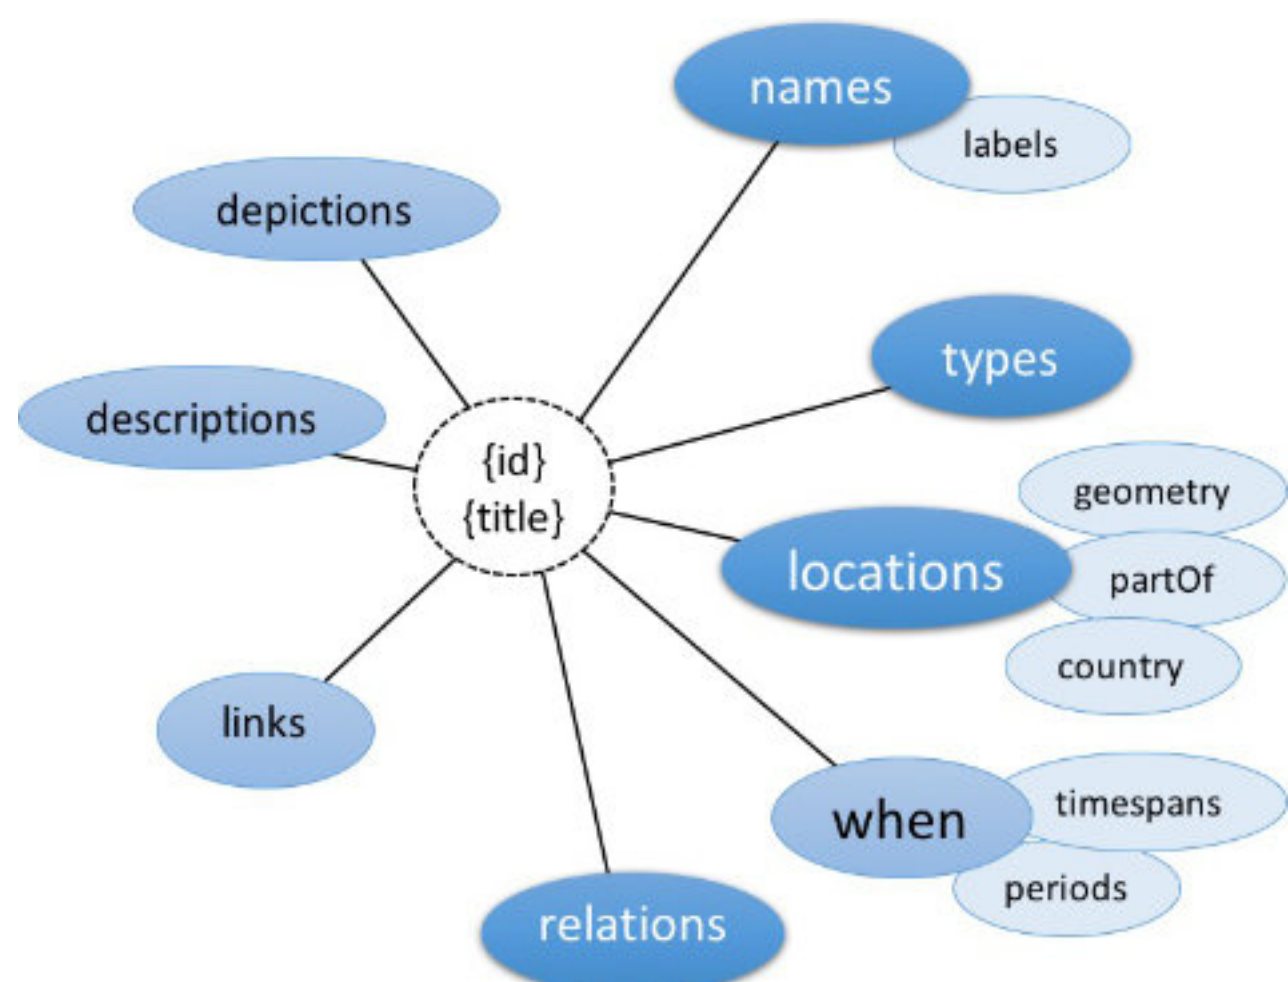 names
labels
depictions
types
descriptions
{id}
{title}
geometry
locations
partOf
country
links
when
timespans
periods
relations